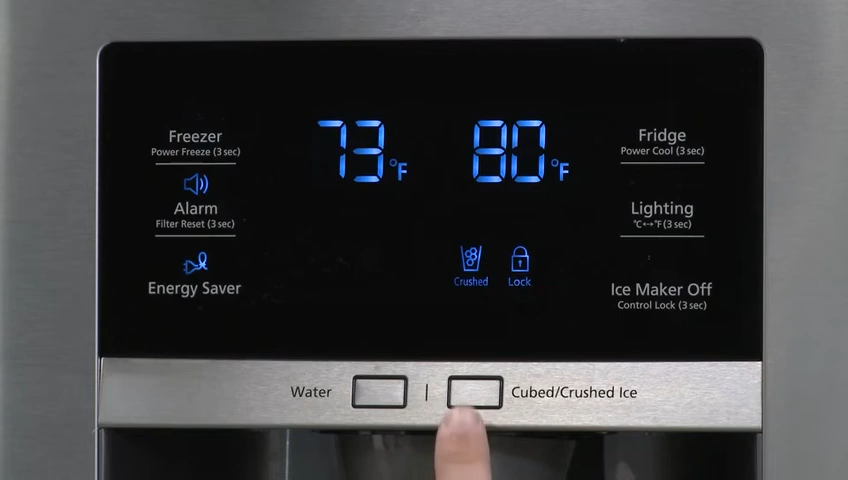 Freezer
Power Freeze (3 sec)
Alarm
Filter Reset (3 sec)
Energy Saver
73°F
80°F
Crushed
Lock
Fridge
Power Cool (3 sec)
Lighting
°C↔°F (3 sec)
Ice Maker Off
Control Lock (3 sec)
Water | Cubed/Crushed Ice